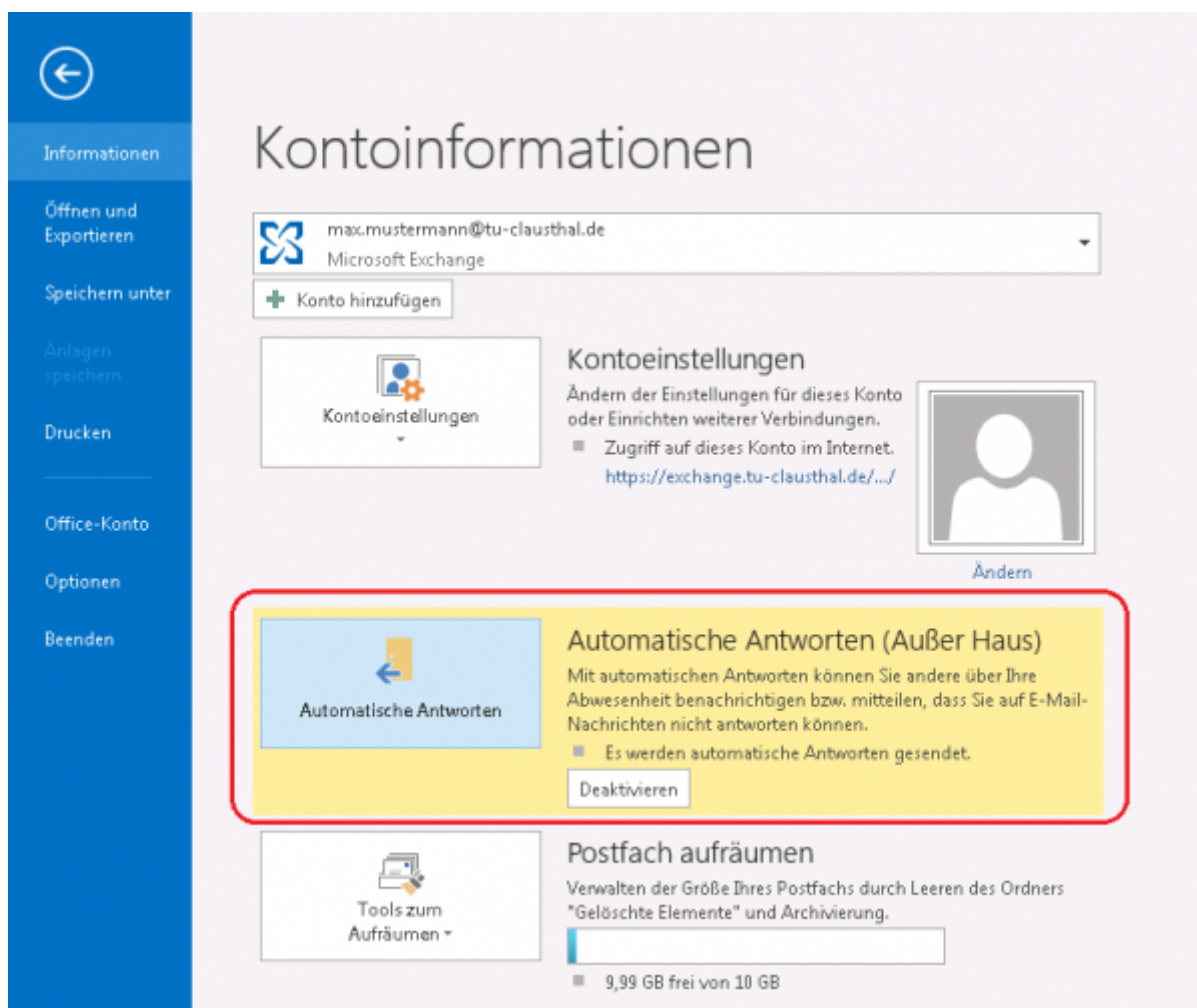 Informationen
Öffnen und
Exportieren
Speichern unter
Anlagen
speichern
Drucken
Office-Konto
Optionen
Beenden
Kontoinformationen
max.mustermann@tu-clausthal.de
Microsoft Exchange
Konto hinzufügen
Kontoeinstellungen
Kontoeinstellungen
Ändern der Einstellungen für dieses Konto
oder Einrichten weiterer Verbindungen.
Zugriff auf dieses Konto im Internet.
https://exchange.tu-clausthal.de/.../
Ändern
Automatische Antworten
Automatische Antworten (Außer Haus)
Mit automatischen Antworten können Sie andere über Ihre
Abwesenheit benachrichtigen bzw. mitteilen, dass Sie auf E-Mail-
Nachrichten nicht antworten können.
Es werden automatische Antworten gesendet.
Deaktivieren
Tools zum
Aufräumen
Postfach aufräumen
Verwalten der Größe Ihres Postfachs durch Leeren des Ordners
"Gelöschte Elemente" und Archivierung.
9,99 GB frei von 10 GB